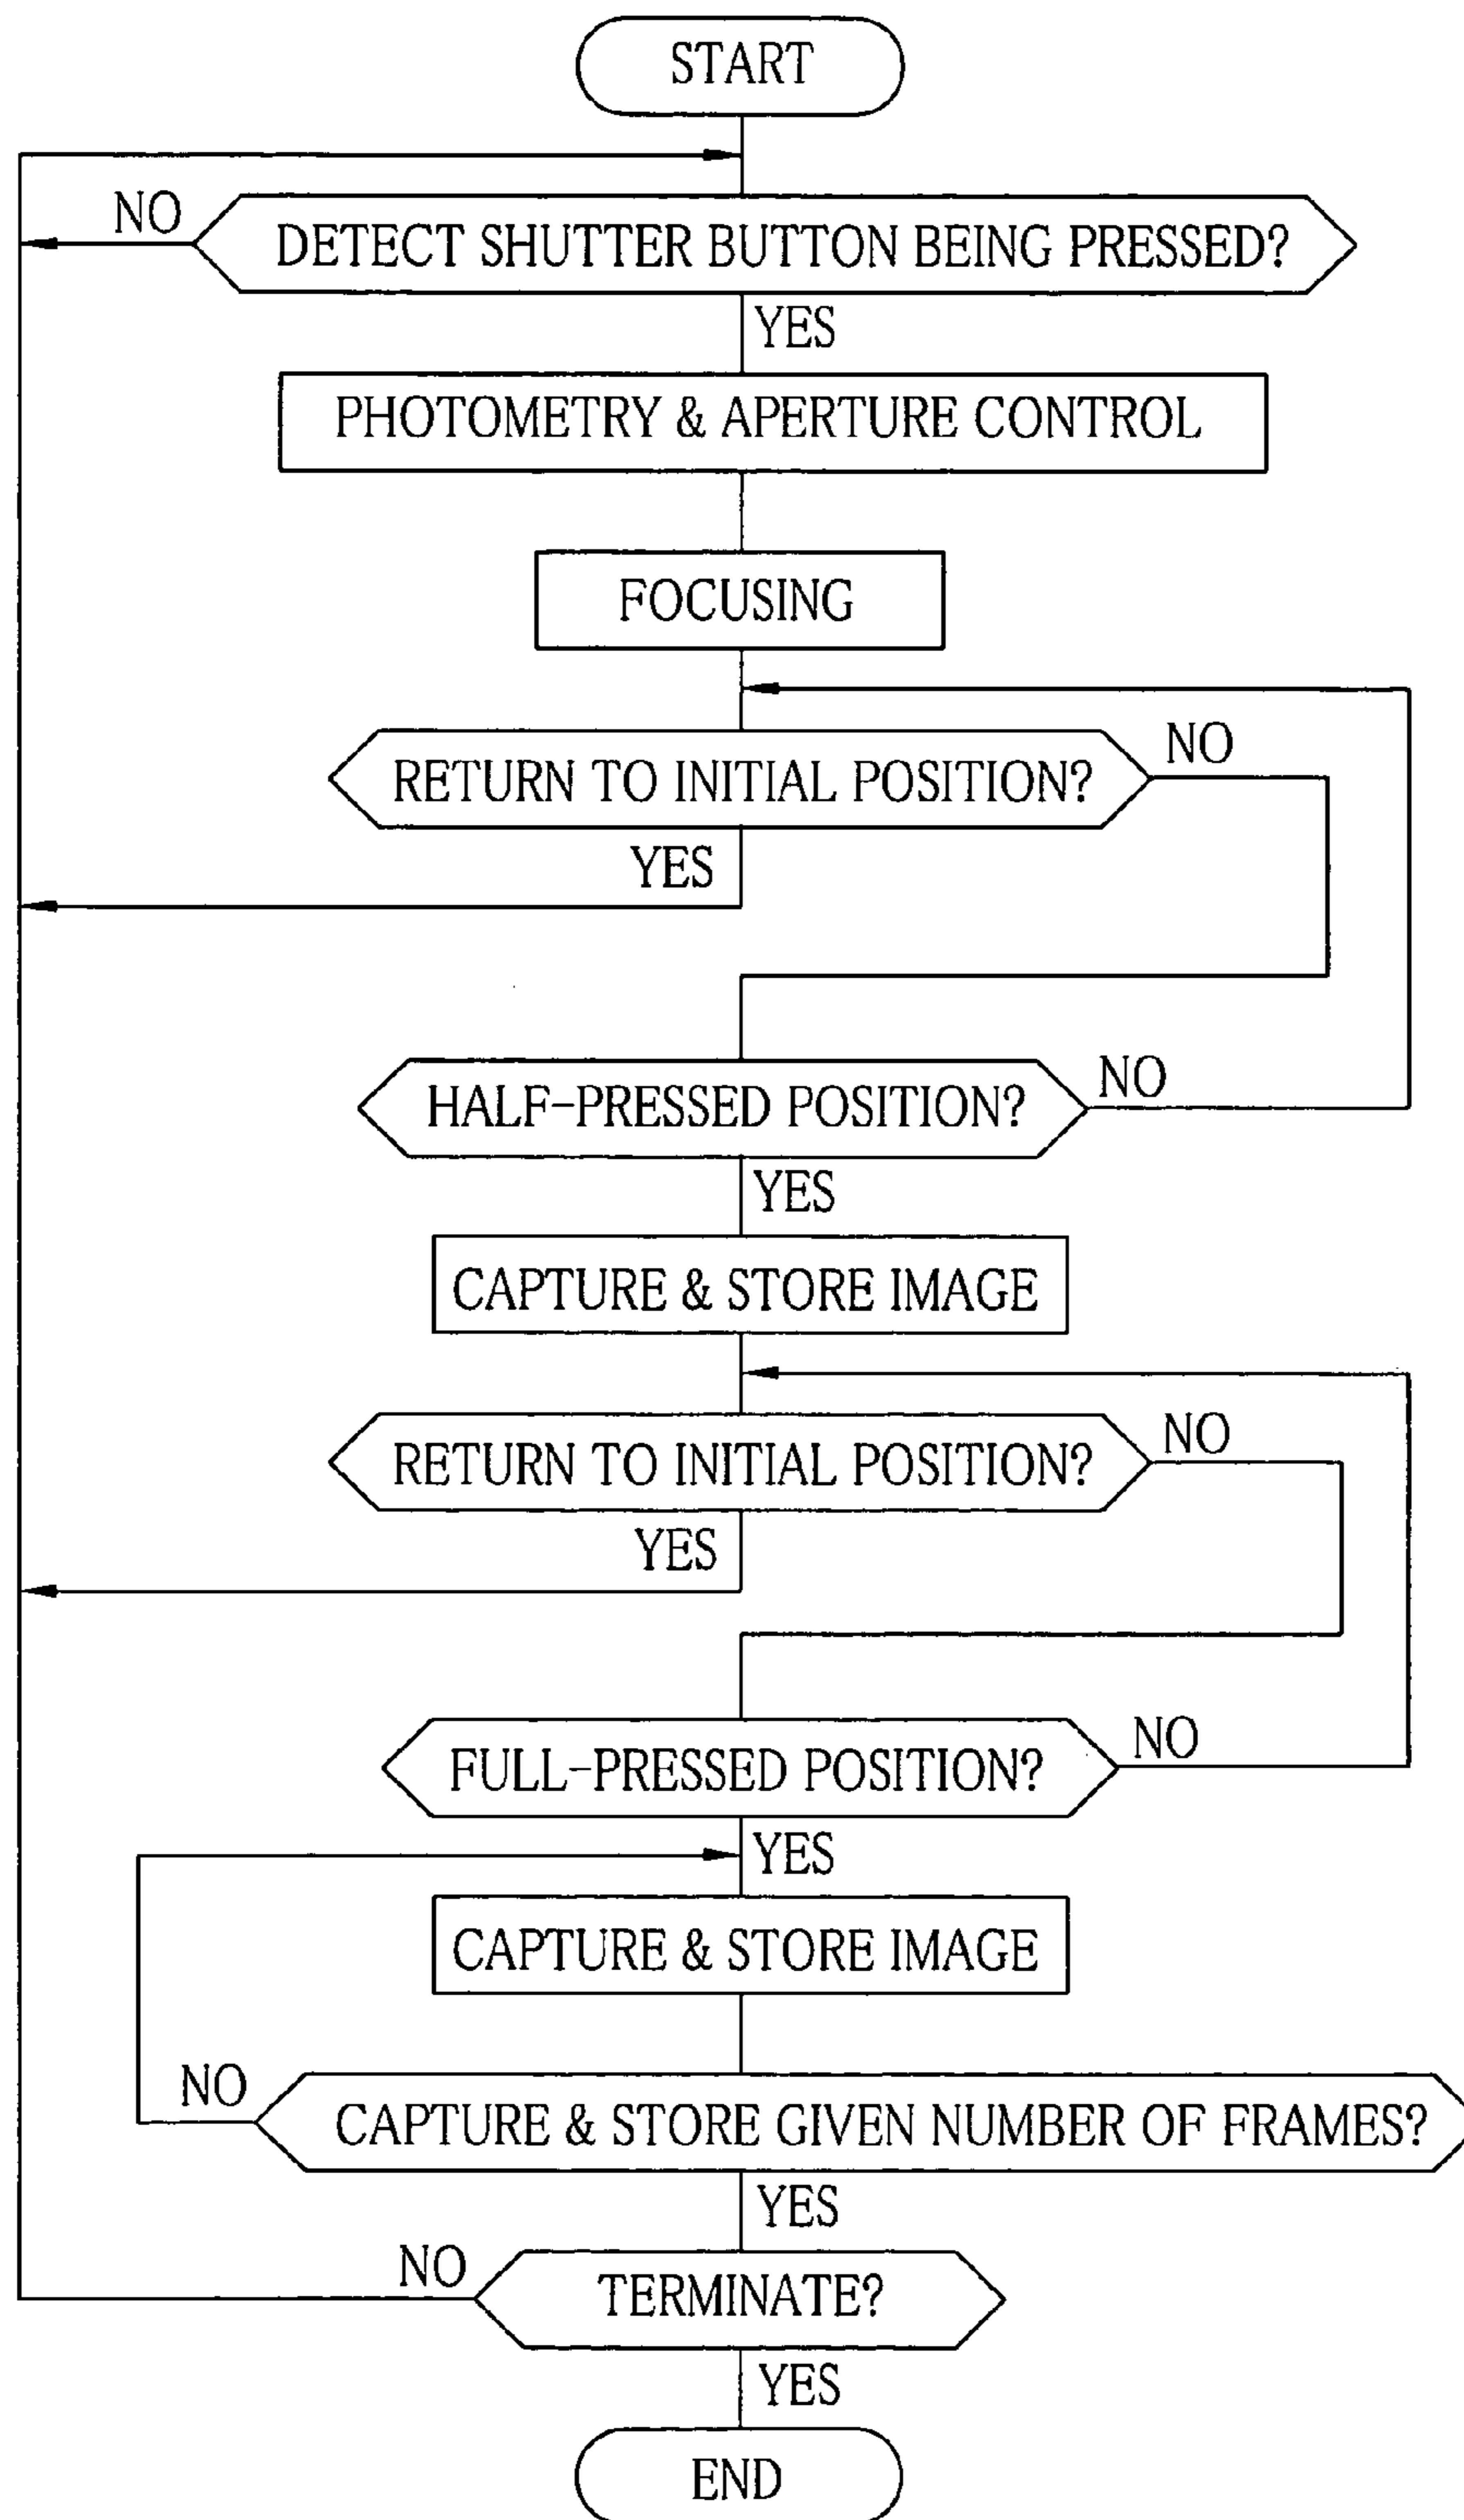 START
NO
DETECT SHUTTER BUTTON BEING PRESSED?
YES
PHOTOMETRY & APERTURE CONTROL
FOCUSING
NO
RETURN TO INITIAL POSITION?
YES
NO
HALF-PRESSED POSITION?
YES
CAPTURE & STORE IMAGE
NO
RETURN TO INITIAL POSITION?
YES
NO
FULL-PRESSED POSITION?
YES
CAPTURE & STORE IMAGE
NO
CAPTURE & STORE GIVEN NUMBER OF FRAMES?
YES
NO
TERMINATE?
YES
END